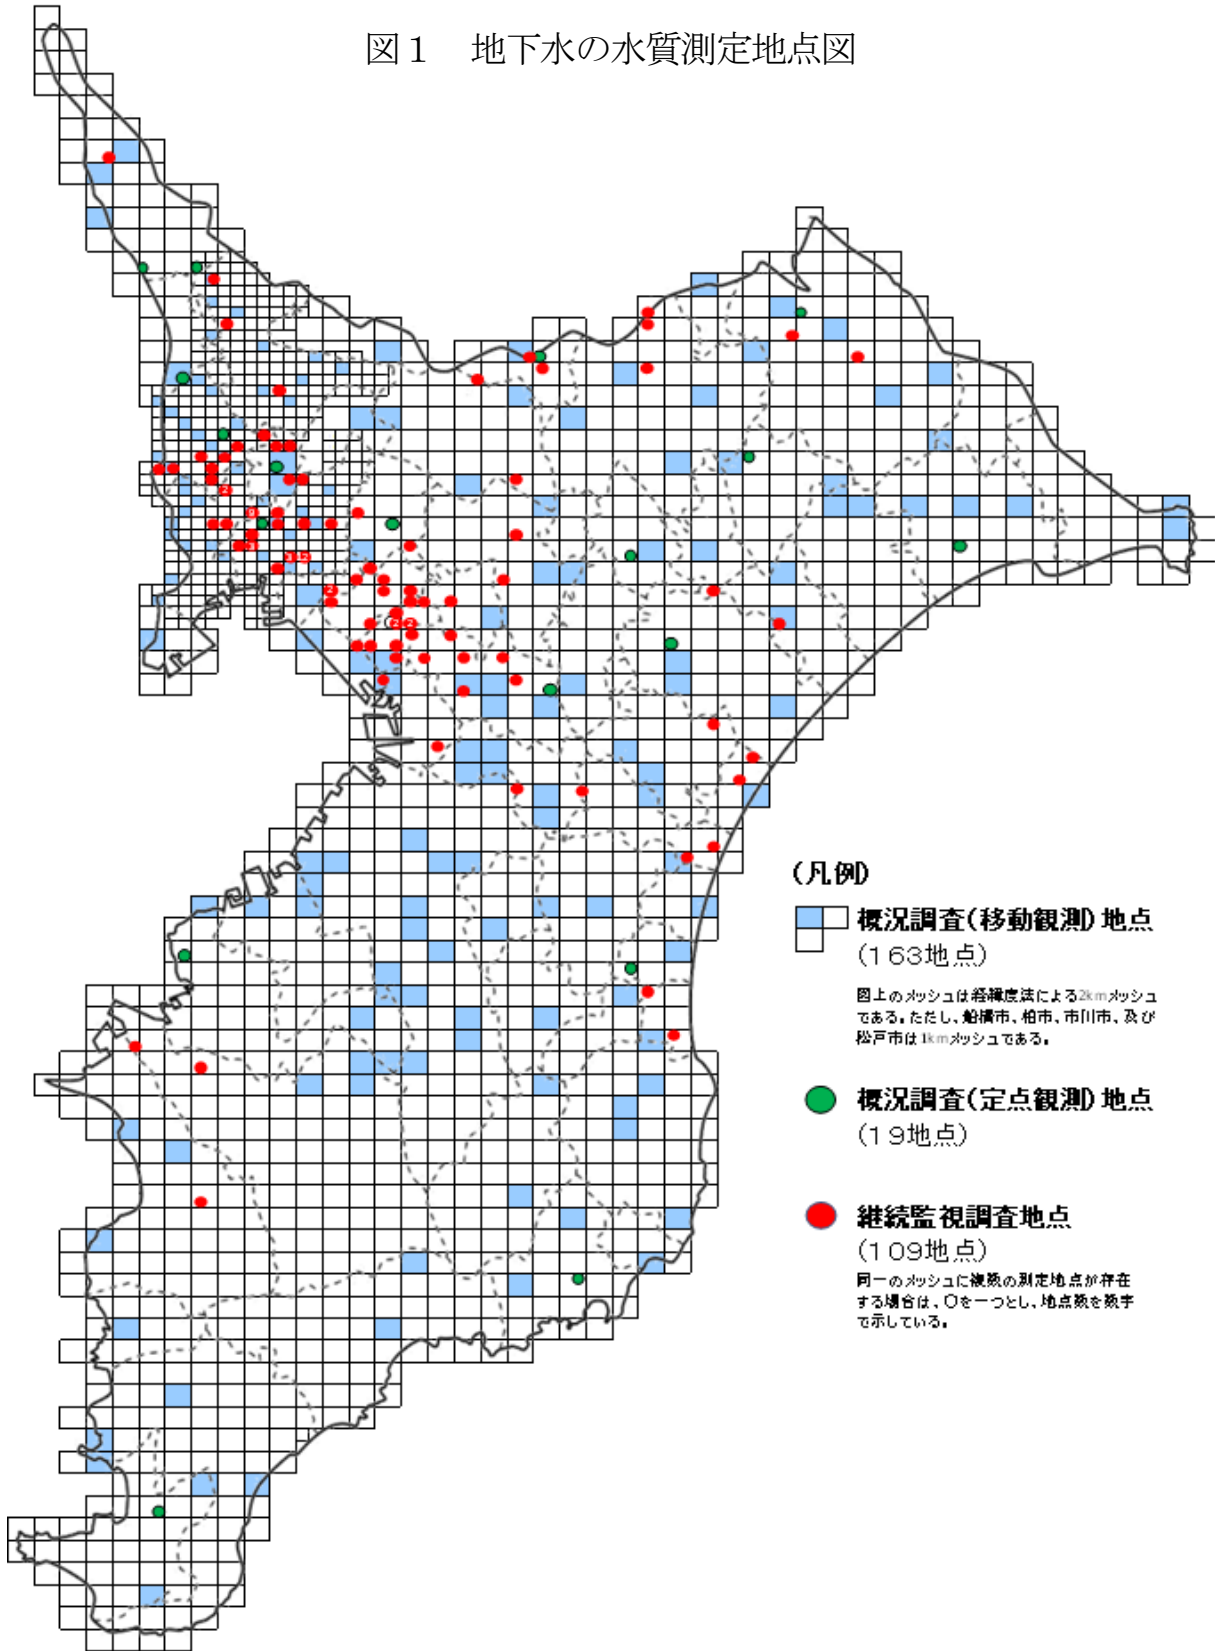 図1 地下水の水質測定地点図
(凡例)
概況調査(移動観測)地点
(163地点)
図上のメッシュは経緯度法による2kmメッシュ
である。ただし、船橋市、柏市、市川市、及び
松戸市は1kmメッシュである。
概況調査(定点観測)地点
(19地点)
継続監視調査地点
(109地点)
同一のメッシュに複数の測定地点が存在
する場合は、〇を一つとし、地点数を数字
で示している。
2
12
2
2
2